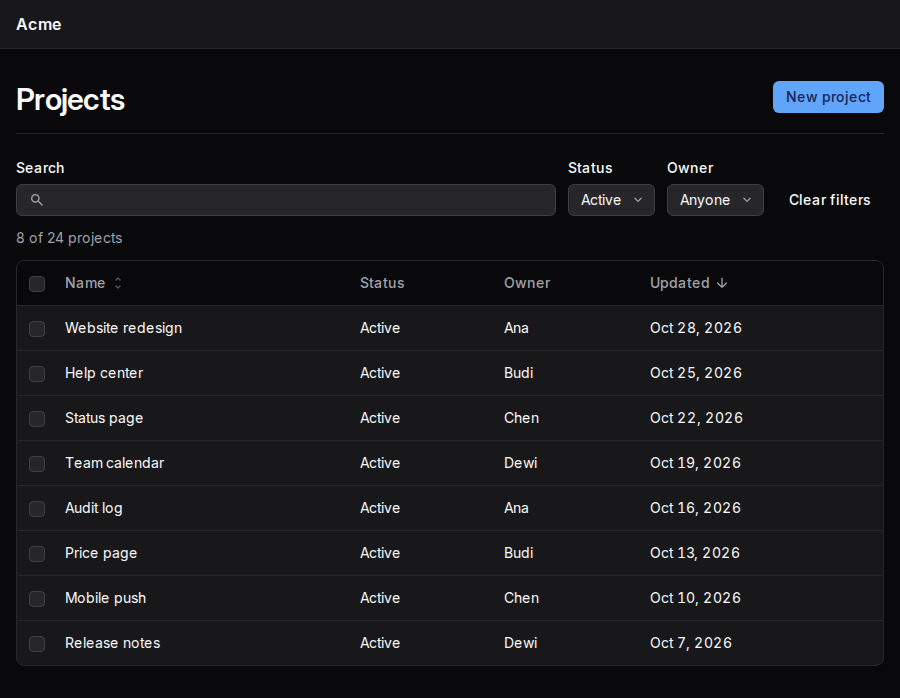 Acme
Projects
New project
Search Status Owner
Active Anyone Clear filters
8 of 24 projects
Name Status Owner Updated
Website redesign Active Ana Oct 28, 2026
Help center Active Budi Oct 25, 2026
Status page Active Chen Oct 22, 2026
Team calendar Active Dewi Oct 19, 2026
Audit log Active Ana Oct 16, 2026
Price page Active Budi Oct 13, 2026
Mobile push Active Chen Oct 10, 2026
Release notes Active Dewi Oct 7, 2026